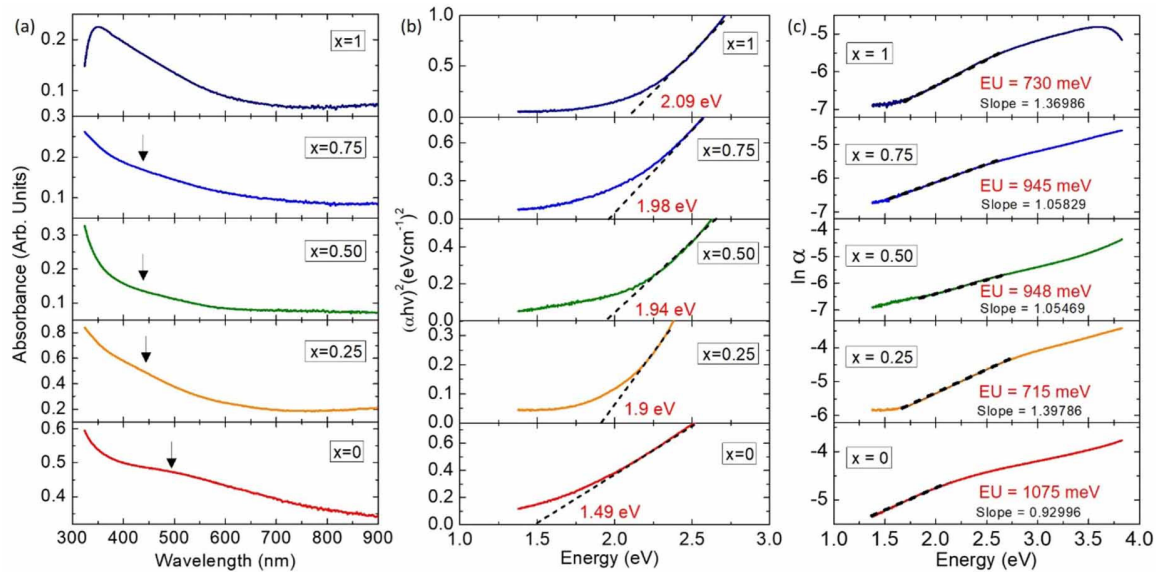 (a)
Absorbance (Arb. Units)
0.2
0.1
x=1
0.3
0.2
0.1
x=0.75
0.3
0.2
0.1
x=0.50
0.8
0.6
0.4
0.2
x=0.25
0.6
0.5
0.4
x=0
300 400 500 600 700 800 900
Wavelength (nm)
(b)
(αhν)²(eVcm⁻¹)²
1.0
0.5
0.0
x=1
2.09 eV
0.6
0.3
0.0
x=0.75
1.98 eV
0.4
0.2
0.0
x=0.50
1.94 eV
0.3
0.2
0.1
0.0
x=0.25
1.9 eV
0.6
0.4
0.2
0.0
x=0
1.49 eV
1.0 1.5 2.0 2.5 3.0
Energy (eV)
(c)
ln α
-5
-6
-7
x = 1
EU = 730 meV
Slope = 1.36986
-5
-6
-7
x = 0.75
EU = 945 meV
Slope = 1.05829
-4
-5
-6
-7
x = 0.50
EU = 948 meV
Slope = 1.05469
-4
-5
-6
x = 0.25
EU = 715 meV
Slope = 1.39786
-4
-5
x = 0
EU = 1075 meV
Slope = 0.92996
1.0 1.5 2.0 2.5 3.0 3.5 4.0
Energy (eV)